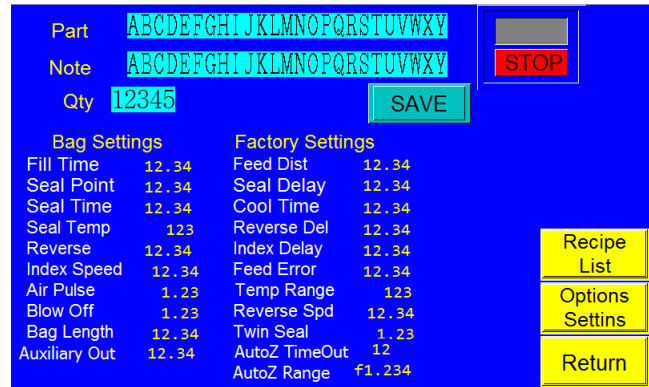 Part ABCDEFGHIJKLMNOPQRSTUVWXY
Note ABCDEFGHIJKLMNOPQRSTUVWXY
STOP
Qty 12345
SAVE
Bag Settings Factory Settings
Fill Time 12.34 Feed Dist 12.34
Seal Point 12.34 Seal Delay 12.34
Seal Time 12.34 Cool Time 12.34
Seal Temp 123 Reverse Del 12.34
Reverse 12.34 Index Delay 12.34
Index Speed 12.34 Feed Error 12.34
Air Pulse 1.23 Temp Range 123
Blow Off 1.23 Reverse Spd 12.34
Bag Length 12.34 Twin Seal 1.23
Auxiliary Out 12.34 AutoZ TimeOut 12
AutoZ Range f1.234
Recipe
List
Options
Settins
Return